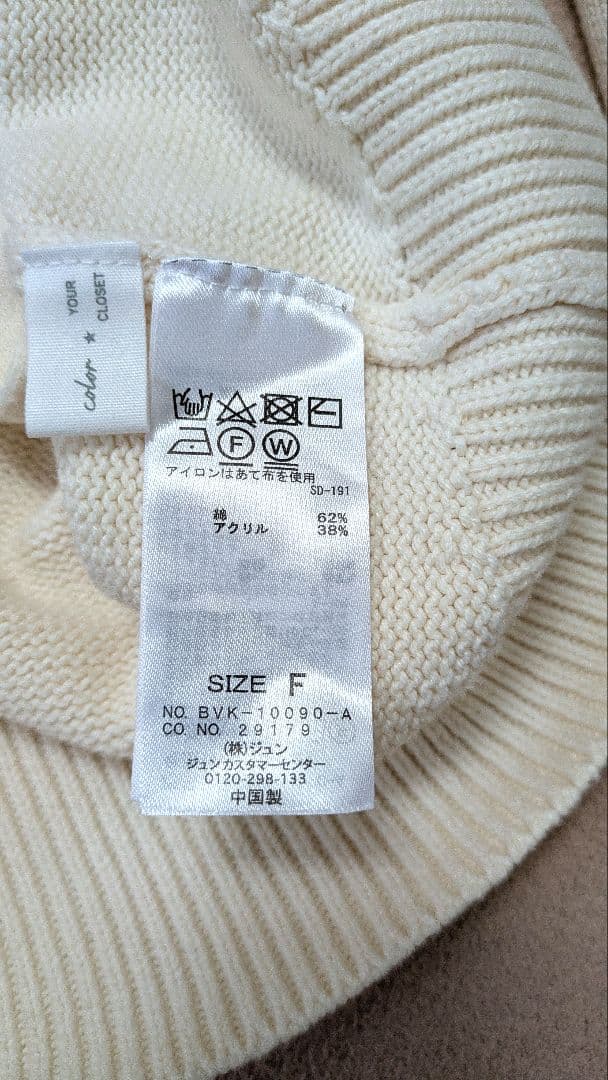 YOUR
CLOSET
color ★
F W
アイロンはあて布を使用
SD-191
綿 62%
アクリル 38%
SIZE F
NO. BVK-10090-A
CO. NO 29179
(株)ジュン
ジュンカスタマーセンター
0120-298-133
中国製